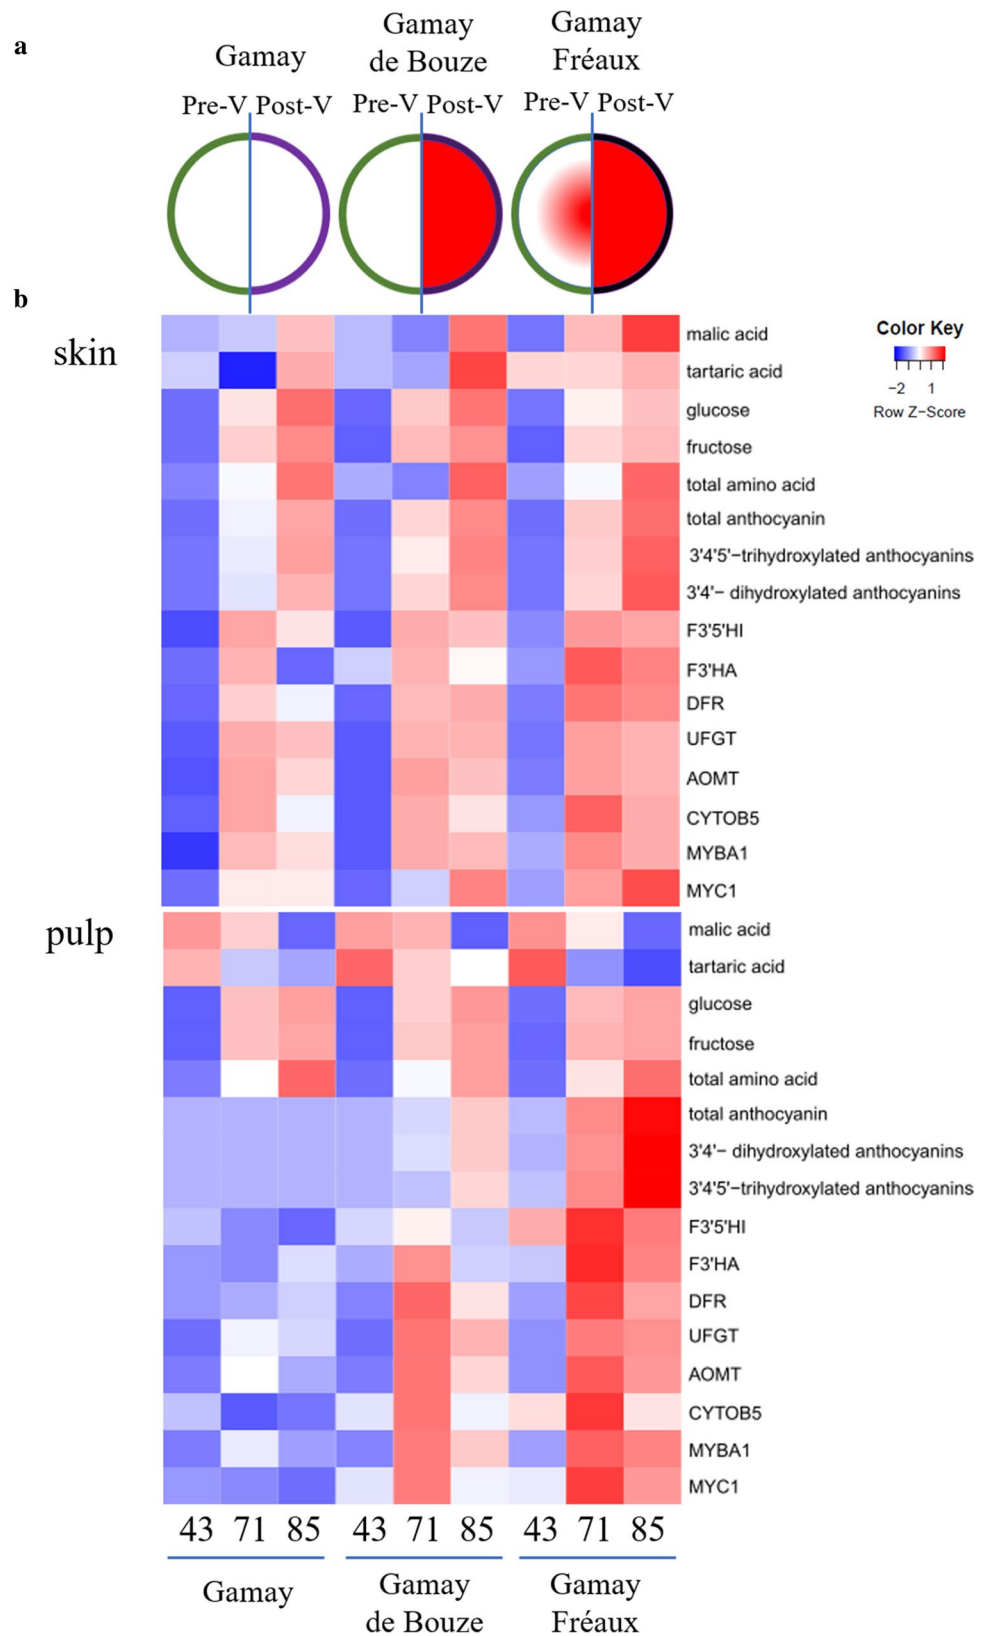 a
Gamay
Gamay
de Bouze
Gamay
Fréaux
Pre-V Post-V
Pre-V Post-V
Pre-V Post-V
b
skin
malic acid
tartaric acid
glucose
fructose
total amino acid
total anthocyanin
3'4'5'−trihydroxylated anthocyanins
3'4'− dihydroxylated anthocyanins
F3'5'HI
F3'HA
DFR
UFGT
AOMT
CYTOB5
MYBA1
MYC1
Color Key
−2 1
Row Z−Score
pulp
malic acid
tartaric acid
glucose
fructose
total amino acid
total anthocyanin
3'4'− dihydroxylated anthocyanins
3'4'5'−trihydroxylated anthocyanins
F3'5'HI
F3'HA
DFR
UFGT
AOMT
CYTOB5
MYBA1
MYC1
43 71 85 43 71 85 43 71 85
Gamay
Gamay
de Bouze
Gamay
Fréaux